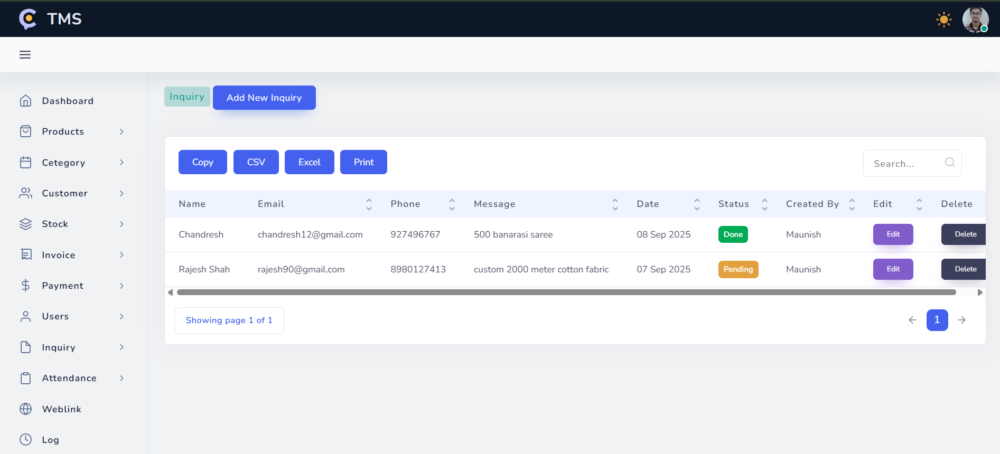 TMS
Dashboard
Products
Cetegory
Customer
Stock
Invoice
Payment
Users
Inquiry
Attendance
Weblink
Log
Inquiry Add New Inquiry
Copy CSV Excel Print Search...
Name Email Phone Message Date Status Created By Edit Delete
Chandresh chandresh12@gmail.com 927496767 500 banarasi saree 08 Sep 2025 Done Maunish Edit Delete
Rajesh Shah rajesh90@gmail.com 8980127413 custom 2000 meter cotton fabric 07 Sep 2025 Pending Maunish Edit Delete
Showing page 1 of 1 1